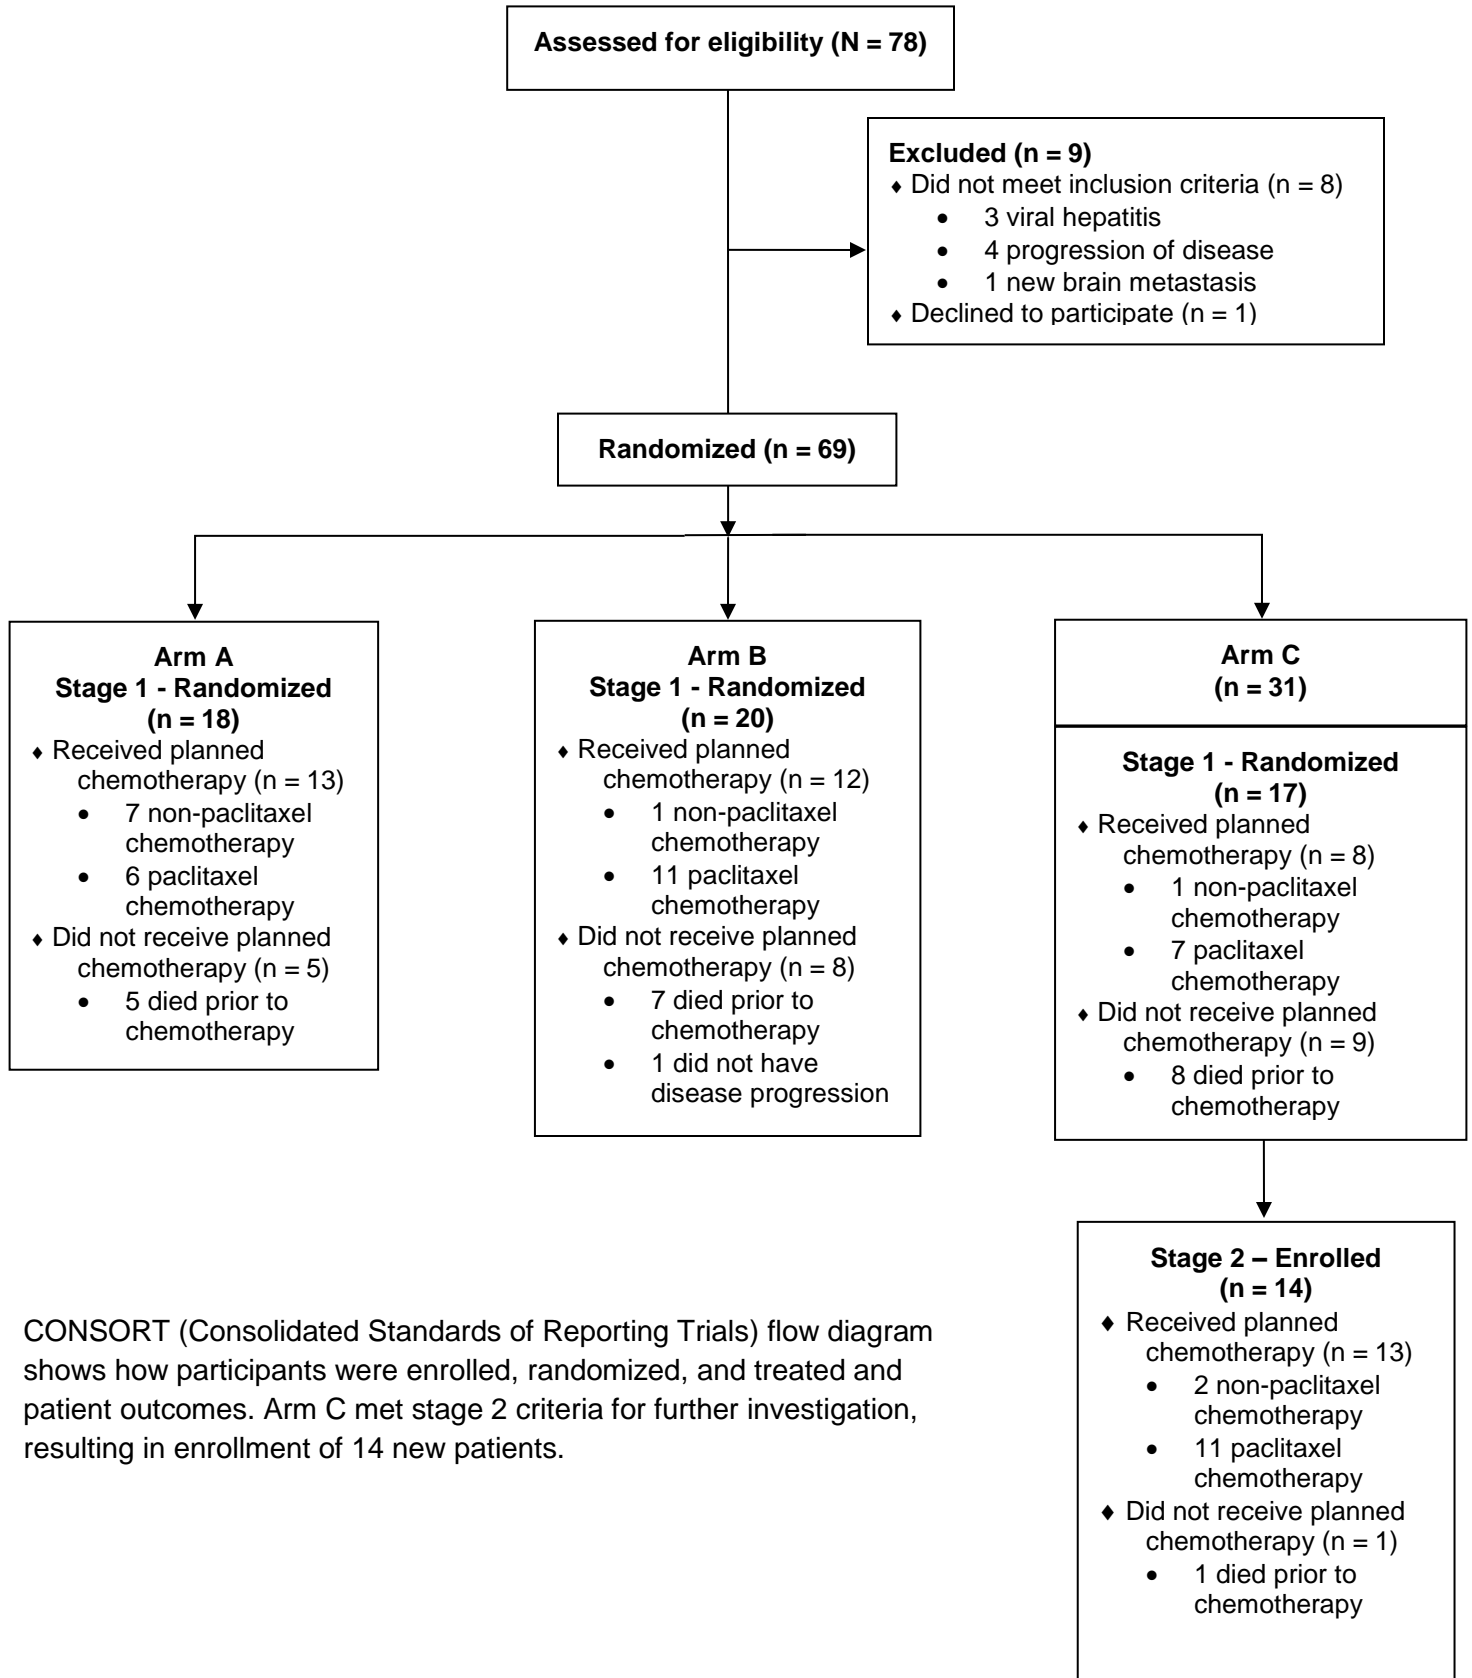 Assessed for eligibility (N = 78)
Excluded (n = 9)
♦ Did not meet inclusion criteria (n = 8)
• 3 viral hepatitis
• 4 progression of disease
• 1 new brain metastasis
♦ Declined to participate (n = 1)
Randomized (n = 69)
Arm A
Stage 1 - Randomized
(n = 18)
♦ Received planned
chemotherapy (n = 13)
• 7 non-paclitaxel
chemotherapy
• 6 paclitaxel
chemotherapy
♦ Did not receive planned
chemotherapy (n = 5)
• 5 died prior to
chemotherapy
Arm B
Stage 1 - Randomized
(n = 20)
♦ Received planned
chemotherapy (n = 12)
• 1 non-paclitaxel
chemotherapy
• 11 paclitaxel
chemotherapy
♦ Did not receive planned
chemotherapy (n = 8)
• 7 died prior to
chemotherapy
• 1 did not have
disease progression
Arm C
(n = 31)
Stage 1 - Randomized
(n = 17)
♦ Received planned
chemotherapy (n = 8)
• 1 non-paclitaxel
chemotherapy
• 7 paclitaxel
chemotherapy
♦ Did not receive planned
chemotherapy (n = 9)
• 8 died prior to
chemotherapy
Stage 2 – Enrolled
(n = 14)
♦ Received planned
chemotherapy (n = 13)
• 2 non-paclitaxel
chemotherapy
• 11 paclitaxel
chemotherapy
♦ Did not receive planned
chemotherapy (n = 1)
• 1 died prior to
chemotherapy
CONSORT (Consolidated Standards of Reporting Trials) flow diagram
shows how participants were enrolled, randomized, and treated and
patient outcomes. Arm C met stage 2 criteria for further investigation,
resulting in enrollment of 14 new patients.